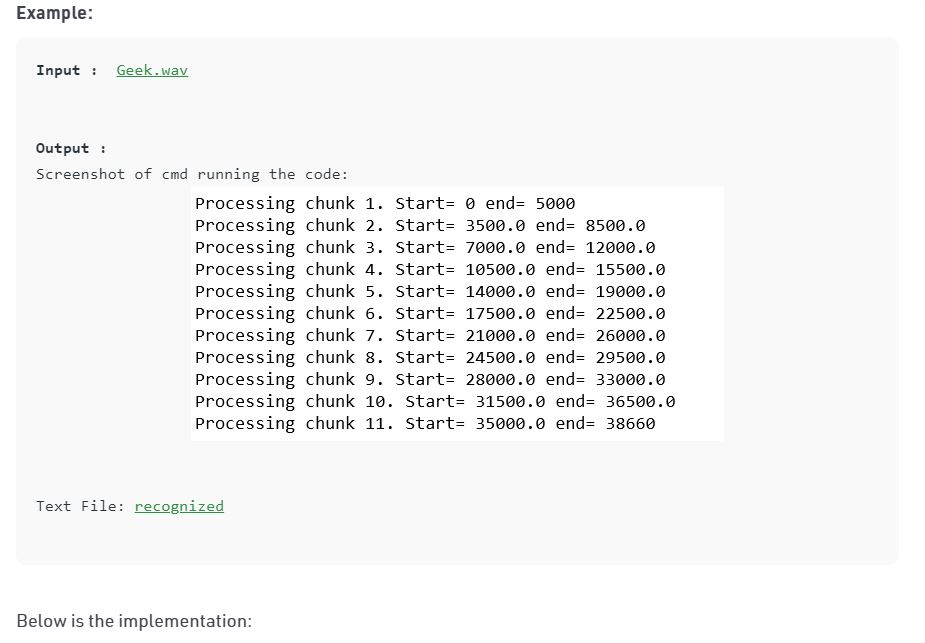 Example:
Input : Geek.wav
Output :
Screenshot of cmd running the code:
Processing chunk 1. Start= 0 end= 5000
Processing chunk 2. Start= 3500.0 end= 8500.0
Processing chunk 3. Start= 7000.0 end= 12000.0
Processing chunk 4. Start= 10500.0 end= 15500.0
Processing chunk 5. Start= 14000.0 end= 19000.0
Processing chunk 6. Start= 17500.0 end= 22500.0
Processing chunk 7. Start= 21000.0 end= 26000.0
Processing chunk 8. Start= 24500.0 end= 29500.0
Processing chunk 9. Start= 28000.0 end= 33000.0
Processing chunk 10. Start= 31500.0 end= 36500.0
Processing chunk 11. Start= 35000.0 end= 38660
Text File: recognized
Below is the implementation: